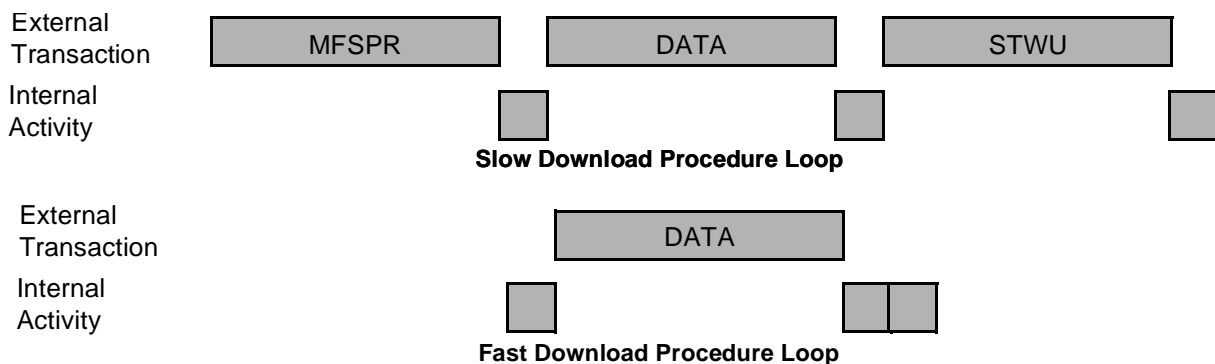 External
Transaction
MFSPR
DATA
STWU
Internal
Activity
Slow Download Procedure Loop
External
Transaction
DATA
Internal
Activity
Fast Download Procedure Loop